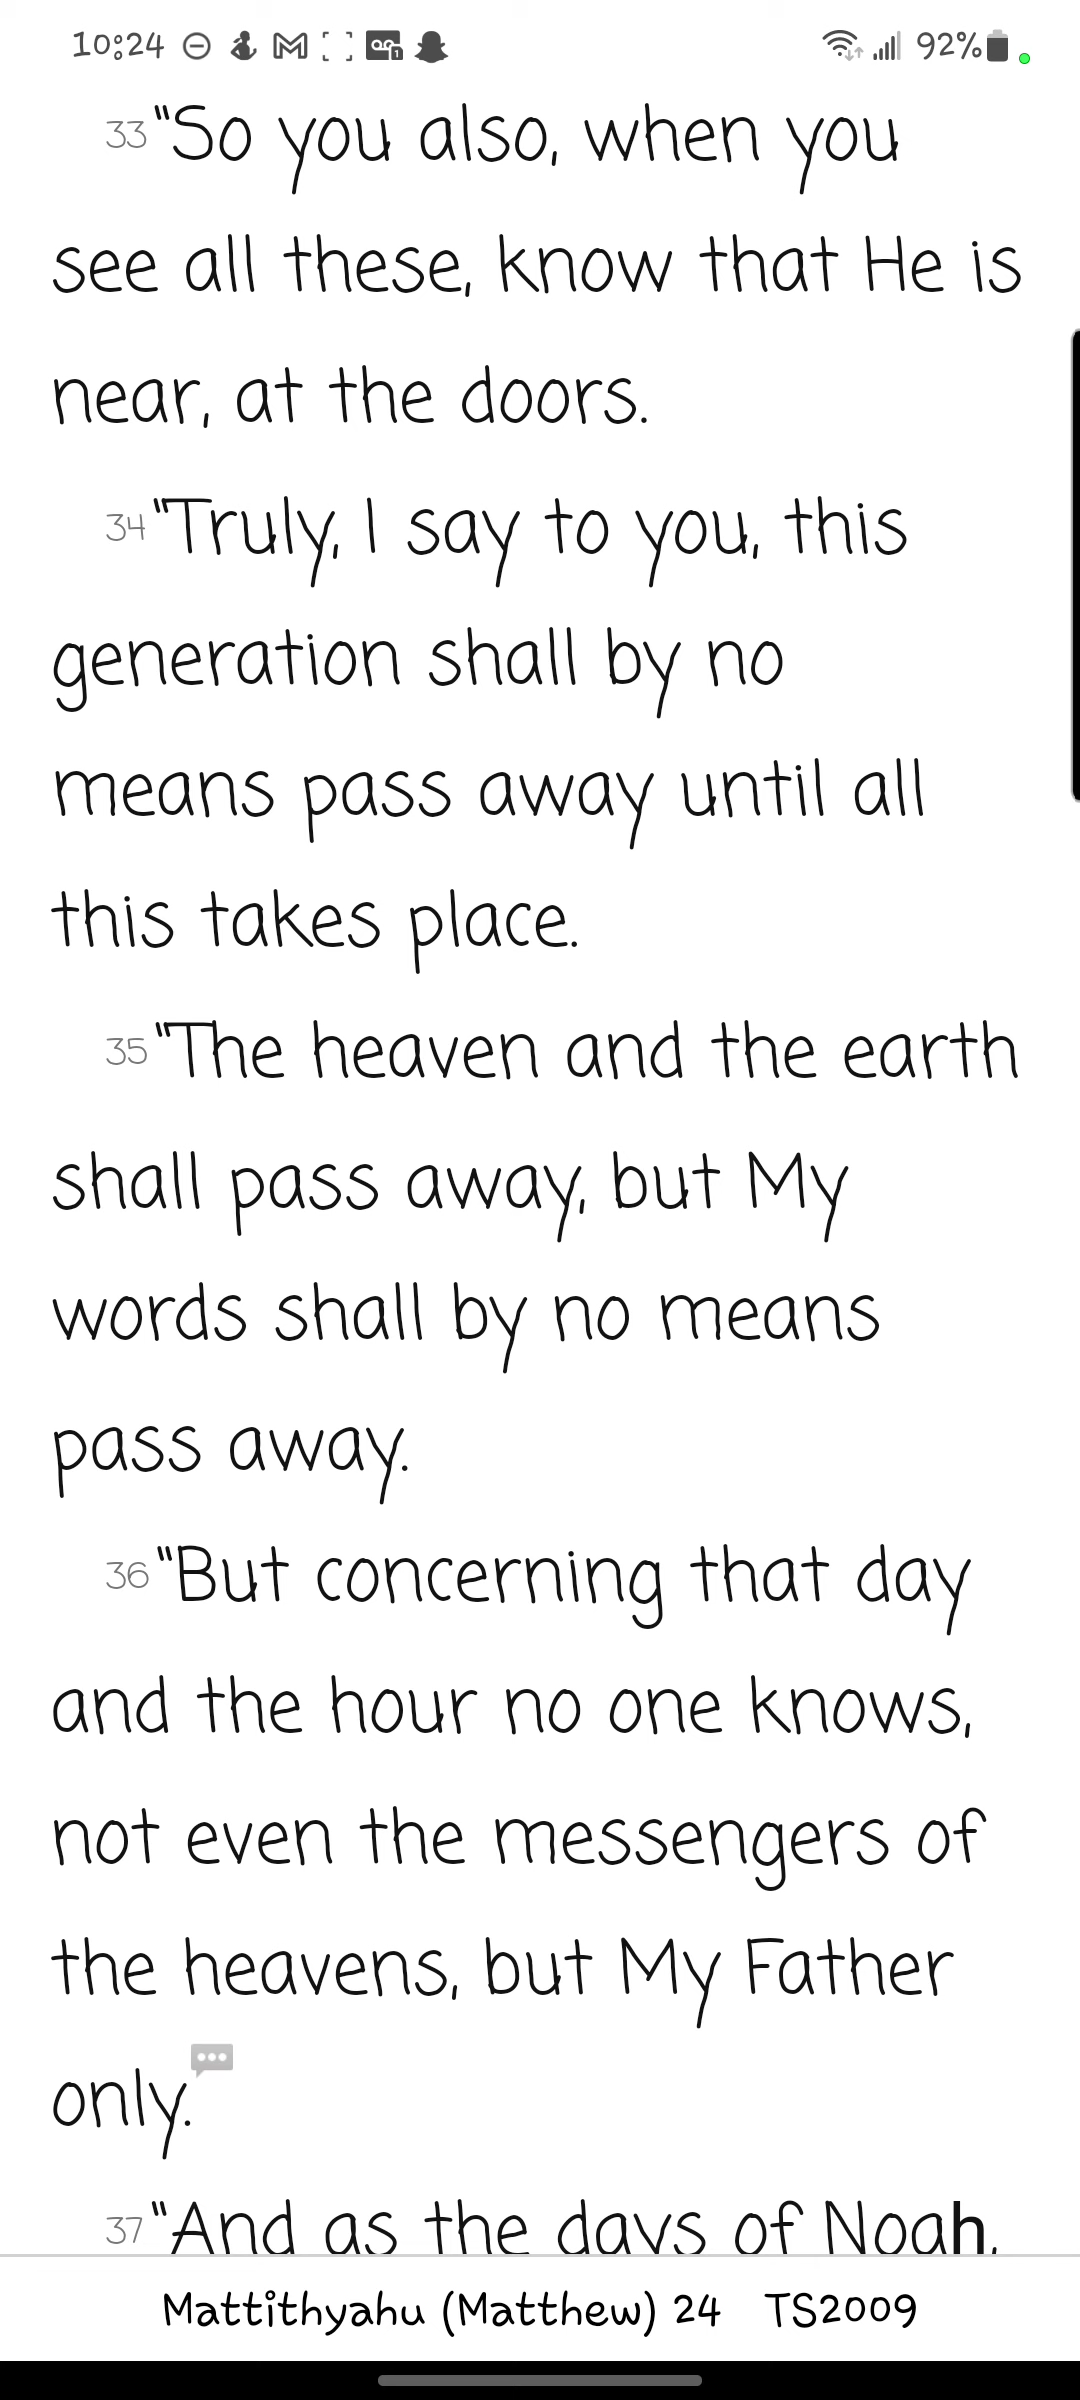 10:24 92%
33 "So you also, when you
see all these, know that He is
near, at the doors.
34 "Truly, I say to you, this
generation shall by no
means pass away until all
this takes place.
35 "The heaven and the earth
shall pass away, but My
words shall by no means
pass away.
36 "But concerning that day
and the hour no one knows,
not even the messengers of
the heavens, but My Father
only.
37 "And as the days of Noah,
Mattithyahu (Matthew) 24 TS2009